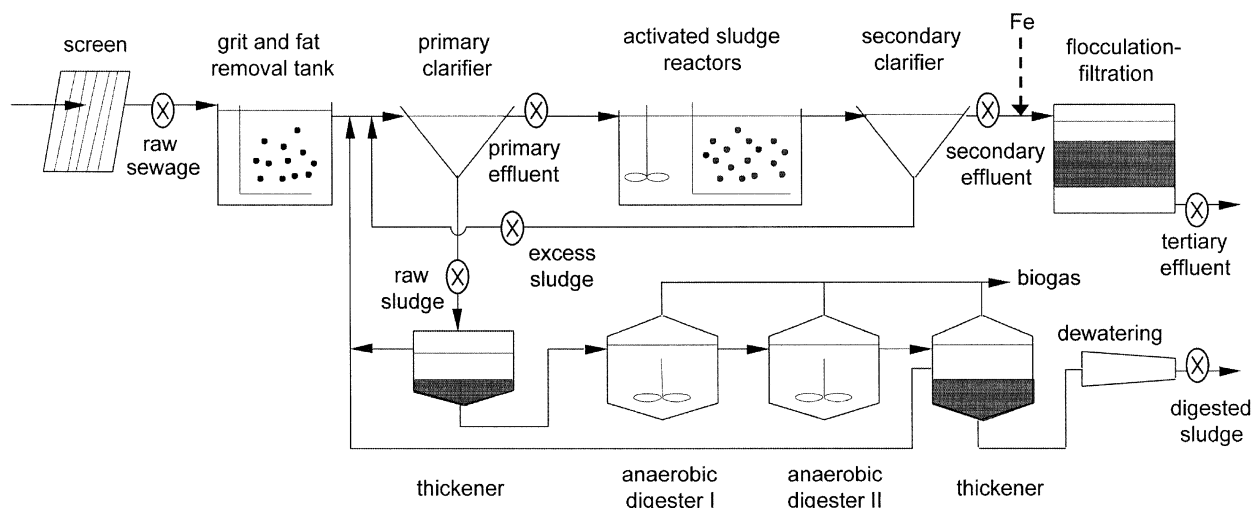 screen
grit and fat
removal tank
primary
clarifier
activated sludge
reactors
secondary
clarifier
Fe
flocculation-
filtration
raw
sewage
primary
effluent
secondary
effluent
tertiary
effluent
excess
sludge
raw
sludge
biogas
dewatering
digested
sludge
thickener
anaerobic
digester I
anaerobic
digester II
thickener